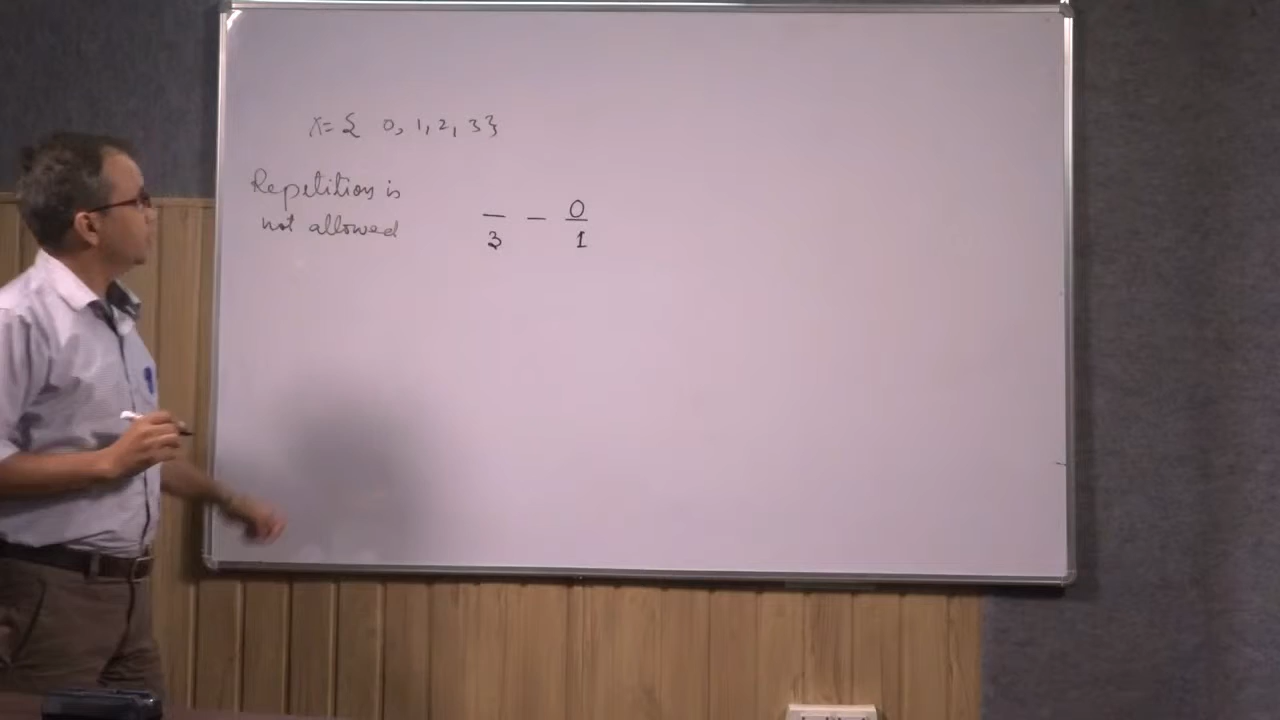 X = { 0, 1, 2, 3}
Repetition is
not allowed
_ _ 0
3 1